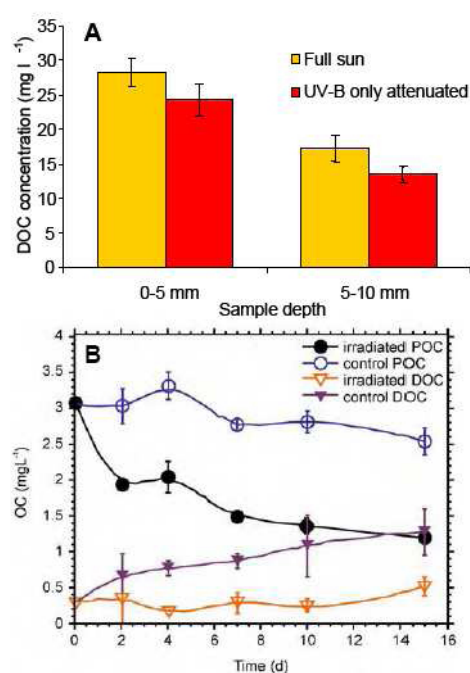 A
DOC concentration (mg l⁻¹)
35
30
25
20
15
10
5
0
Full sun
UV-B only attenuated
0-5 mm
5-10 mm
Sample depth
B
OC (mgL⁻¹)
4
3.5
3
2.5
2
1.5
1
0.5
0
irradiated POC
control POC
irradiated DOC
control DOC
0 2 4 6 8 10 12 14 16
Time (d)